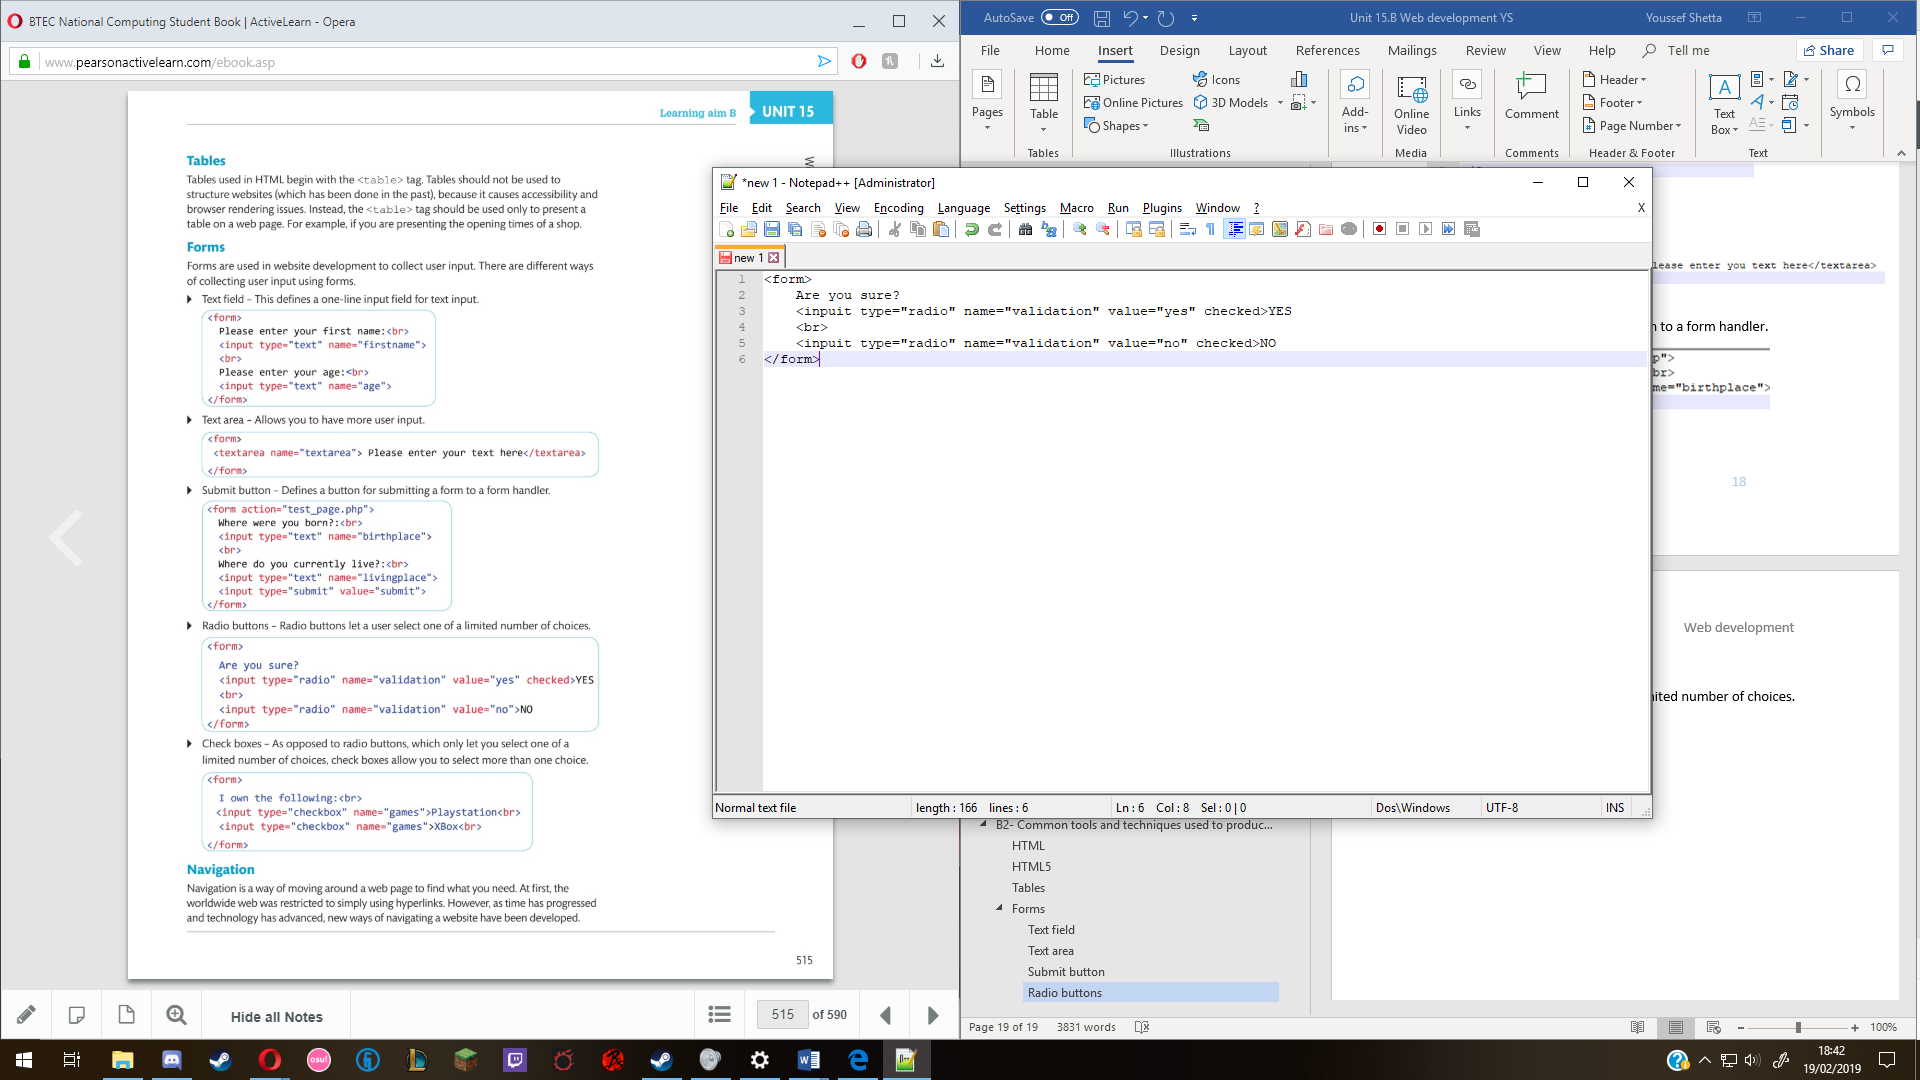 BTEC National Computing Student Book | ActiveLearn - Opera
www.pearsonactivelearn.com/ebook.asp
Learning aim B
UNIT 15
Tables
Tables used in HTML begin with the <table> tag. Tables should not be used to
structure websites (which has been done in the past), because it causes accessibility and
browser rendering issues. Instead, the <table> tag should be used only to present a
table on a web page. For example, if you are presenting the opening times of a shop.
Forms
Forms are used in website development to collect user input. There are different ways
of collecting user input using forms.
Text field – This defines a one-line input field for text input.
<form>
Please enter your first name:<br>
<input type="text" name="firstname">
<br>
Please enter your age:<br>
<input type="text" name="age">
</form>
Text area – Allows you to have more user input.
<form>
<textarea name="textarea"> Please enter your text here</textarea>
</form>
Submit button – Defines a button for submitting a form to a form handler.
<form action="test_page.php">
Where were you born?:<br>
<input type="text" name="birthplace">
<br>
Where do you currently live?:<br>
<input type="text" name="livingplace">
<input type="submit" value="submit">
</form>
Radio buttons – Radio buttons let a user select one of a limited number of choices.
<form>
Are you sure?
<input type="radio" name="validation" value="yes" checked>YES
<br>
<input type="radio" name="validation" value="no">NO
</form>
Check boxes – As opposed to radio buttons, which only let you select one of a
limited number of choices, check boxes allow you to select more than one choice.
<form>
I own the following:<br>
<input type="checkbox" name="games">Playstation<br>
<input type="checkbox" name="games">XBox<br>
</form>
Navigation
Navigation is a way of moving around a web page to find what you need. At first, the
worldwide web was restricted to simply using hyperlinks. However, as time has progressed
and technology has advanced, new ways of navigating a website have been developed.
515
Hide all Notes
515 of 590
AutoSave Off
Unit 15.B Web development YS
Youssef Shetta
File Home Insert Design Layout References Mailings Review View Help Tell me Share
Pages
Table
Tables
Pictures
Online Pictures
Shapes
Icons
3D Models
Illustrations
Add-
ins
Online
Video
Media
Links
Comment
Comments
Header
Footer
Page Number
Header & Footer
Text
Box
Text
Symbols
*new 1 - Notepad++ [Administrator]
File Edit Search View Encoding Language Settings Macro Run Plugins Window ?
X
new 1
1 <form>
2 Are you sure?
3 <inpuit type="radio" name="validation" value="yes" checked>YES
4 <br>
5 <inpuit type="radio" name="validation" value="no" checked>NO
6 </form>
Normal text file
length : 166 lines : 6
Ln : 6 Col : 8 Sel : 0 | 0
Dos\Windows
UTF-8
INS
lease enter you text here</textarea>
to a form handler.
p">
br>
me="birthplace">
18
Web development
ited number of choices.
B2- Common tools and techniques used to produc...
HTML
HTML5
Tables
Forms
Text field
Text area
Submit button
Radio buttons
Page 19 of 19 3831 words
100%
osu!
18:42
19/02/2019